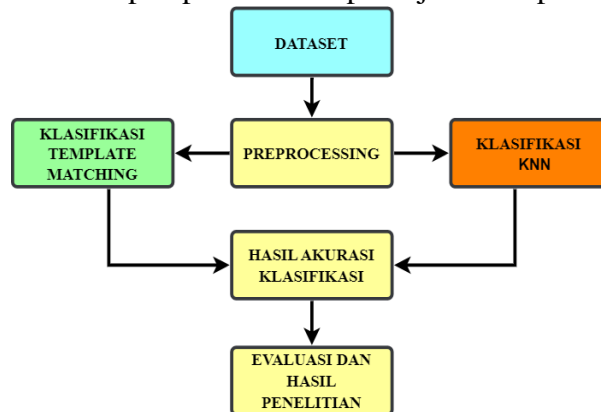 DATASET
KLASIFIKASI
TEMPLATE
MATCHING
PREPROCESSING
KLASIFIKASI
KNN
HASIL AKURASI
KLASIFIKASI
EVALUASI DAN
HASIL
PENELITIAN